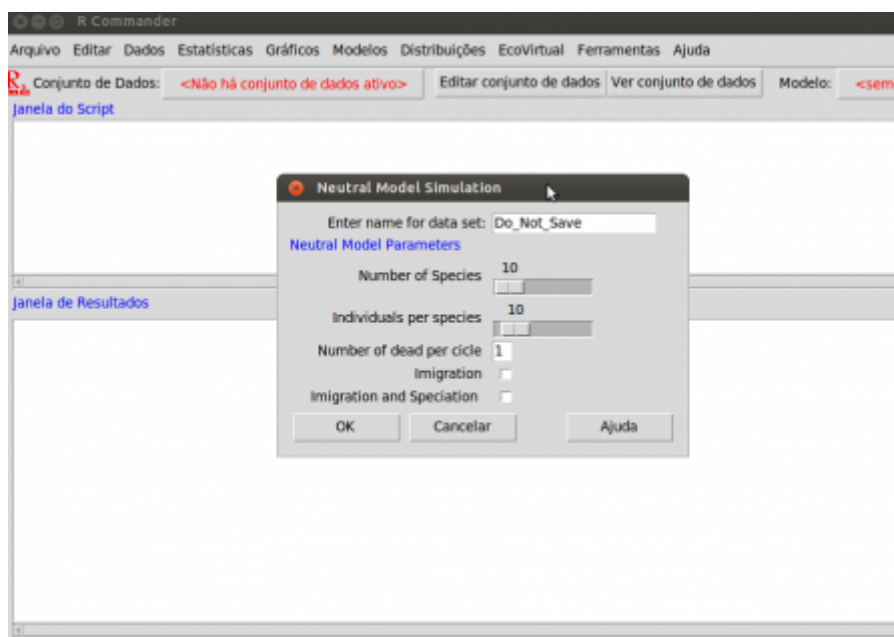 R Commander
Arquivo Editar Dados Estatísticas Gráficos Modelos Distribuições EcoVirtual Ferramentas Ajuda
R Conjunto de Dados: <Não há conjunto de dados ativo> Editar conjunto de dados Ver conjunto de dados Modelo: <sem
Janela do Script
Neutral Model Simulation
Enter name for data set: Do_Not_Save
Neutral Model Parameters
10
Number of Species
10
Individuals per species
Number of dead per cicle 1
Imigration
Imigration and Speciation
OK Cancelar Ajuda
Janela de Resultados